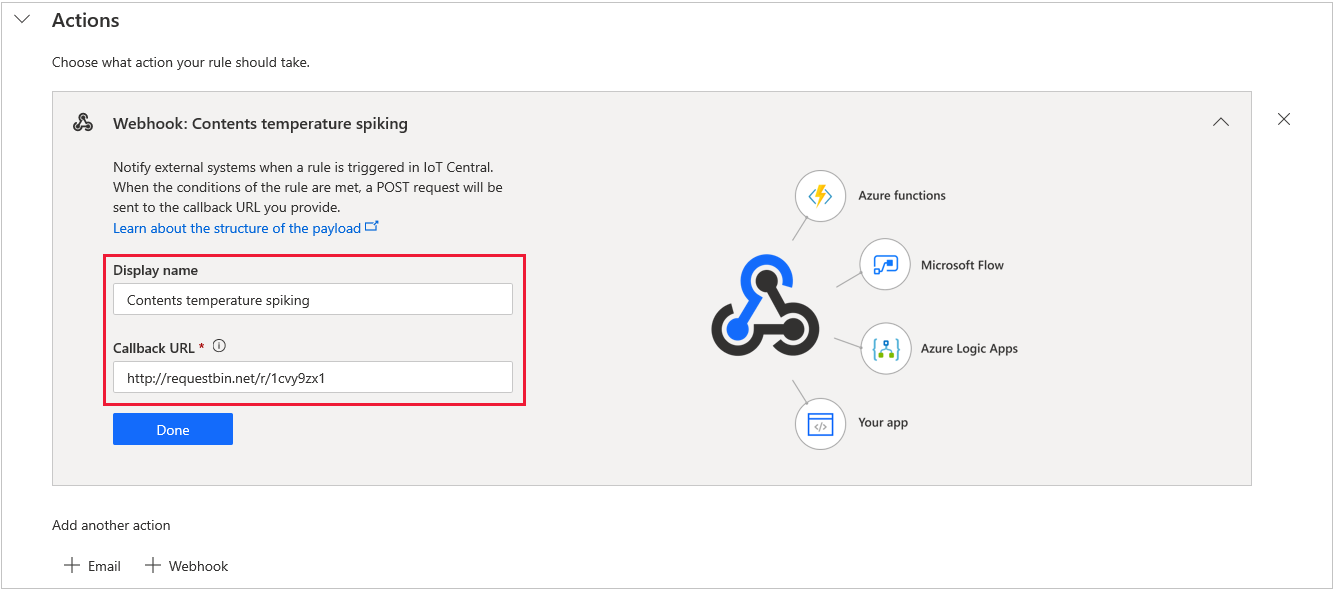 Actions
Choose what action your rule should take.
Webhook: Contents temperature spiking
Notify external systems when a rule is triggered in IoT Central.
When the conditions of the rule are met, a POST request will be
sent to the callback URL you provide.
Learn about the structure of the payload
Display name
Contents temperature spiking
Callback URL *
http://requestbin.net/r/1cvy9zx1
Done
Azure functions
Microsoft Flow
Azure Logic Apps
Your app
Add another action
+ Email + Webhook